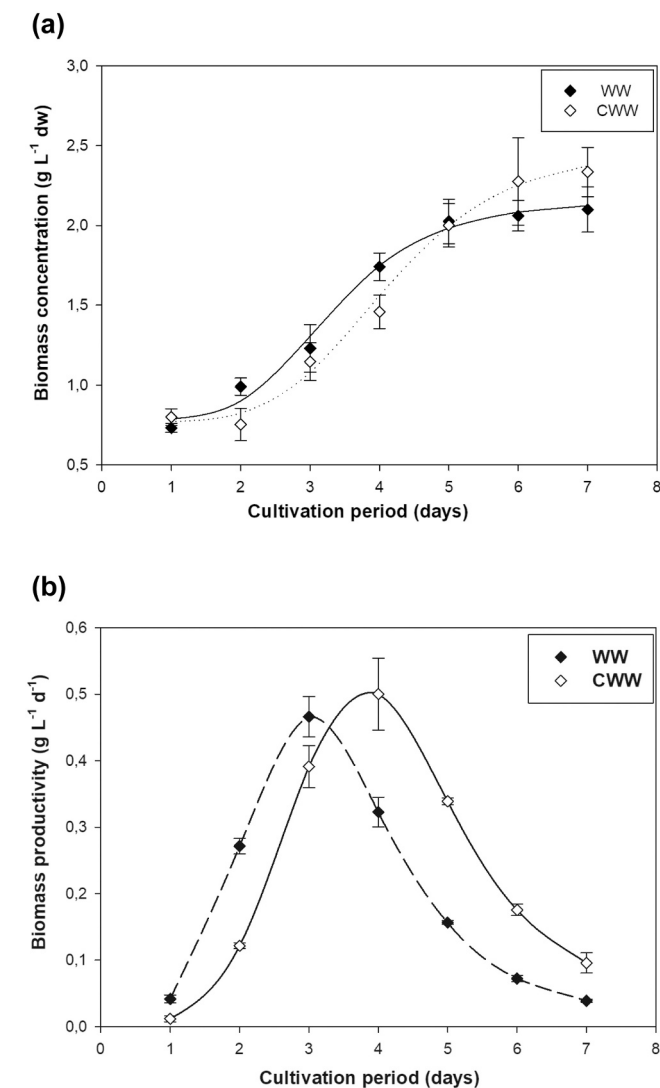 (a)
3,0
2,5
2,0
1,5
1,0
0,5
0 1 2 3 4 5 6 7 8
Biomass concentration (g L⁻¹ dw)
Cultivation period (days)
WW
CWW
(b)
0,6
0,5
0,4
0,3
0,2
0,1
0,0
0 1 2 3 4 5 6 7 8
Biomass productivity (g L⁻¹ d⁻¹)
Cultivation period (days)
WW
CWW